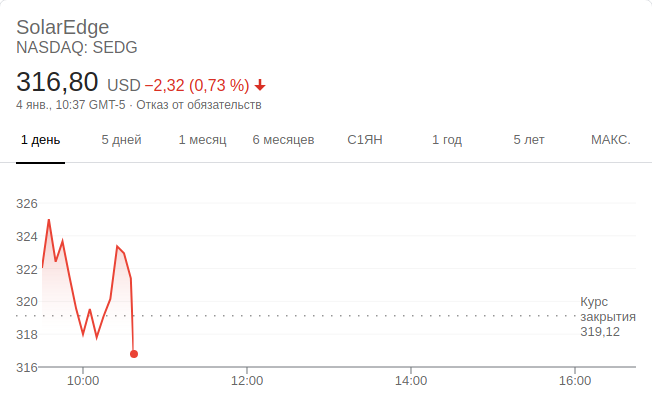 SolarEdge
NASDAQ: SEDG
316,80 USD −2,32 (0,73 %)
4 янв., 10:37 GMT-5 · Отказ от обязательств
1 день 5 дней 1 месяц 6 месяцев С1ЯН 1 год 5 лет МАКС.
326
324
322
320
318
316
Курс
закрытия
319,12
10:00 12:00 14:00 16:00